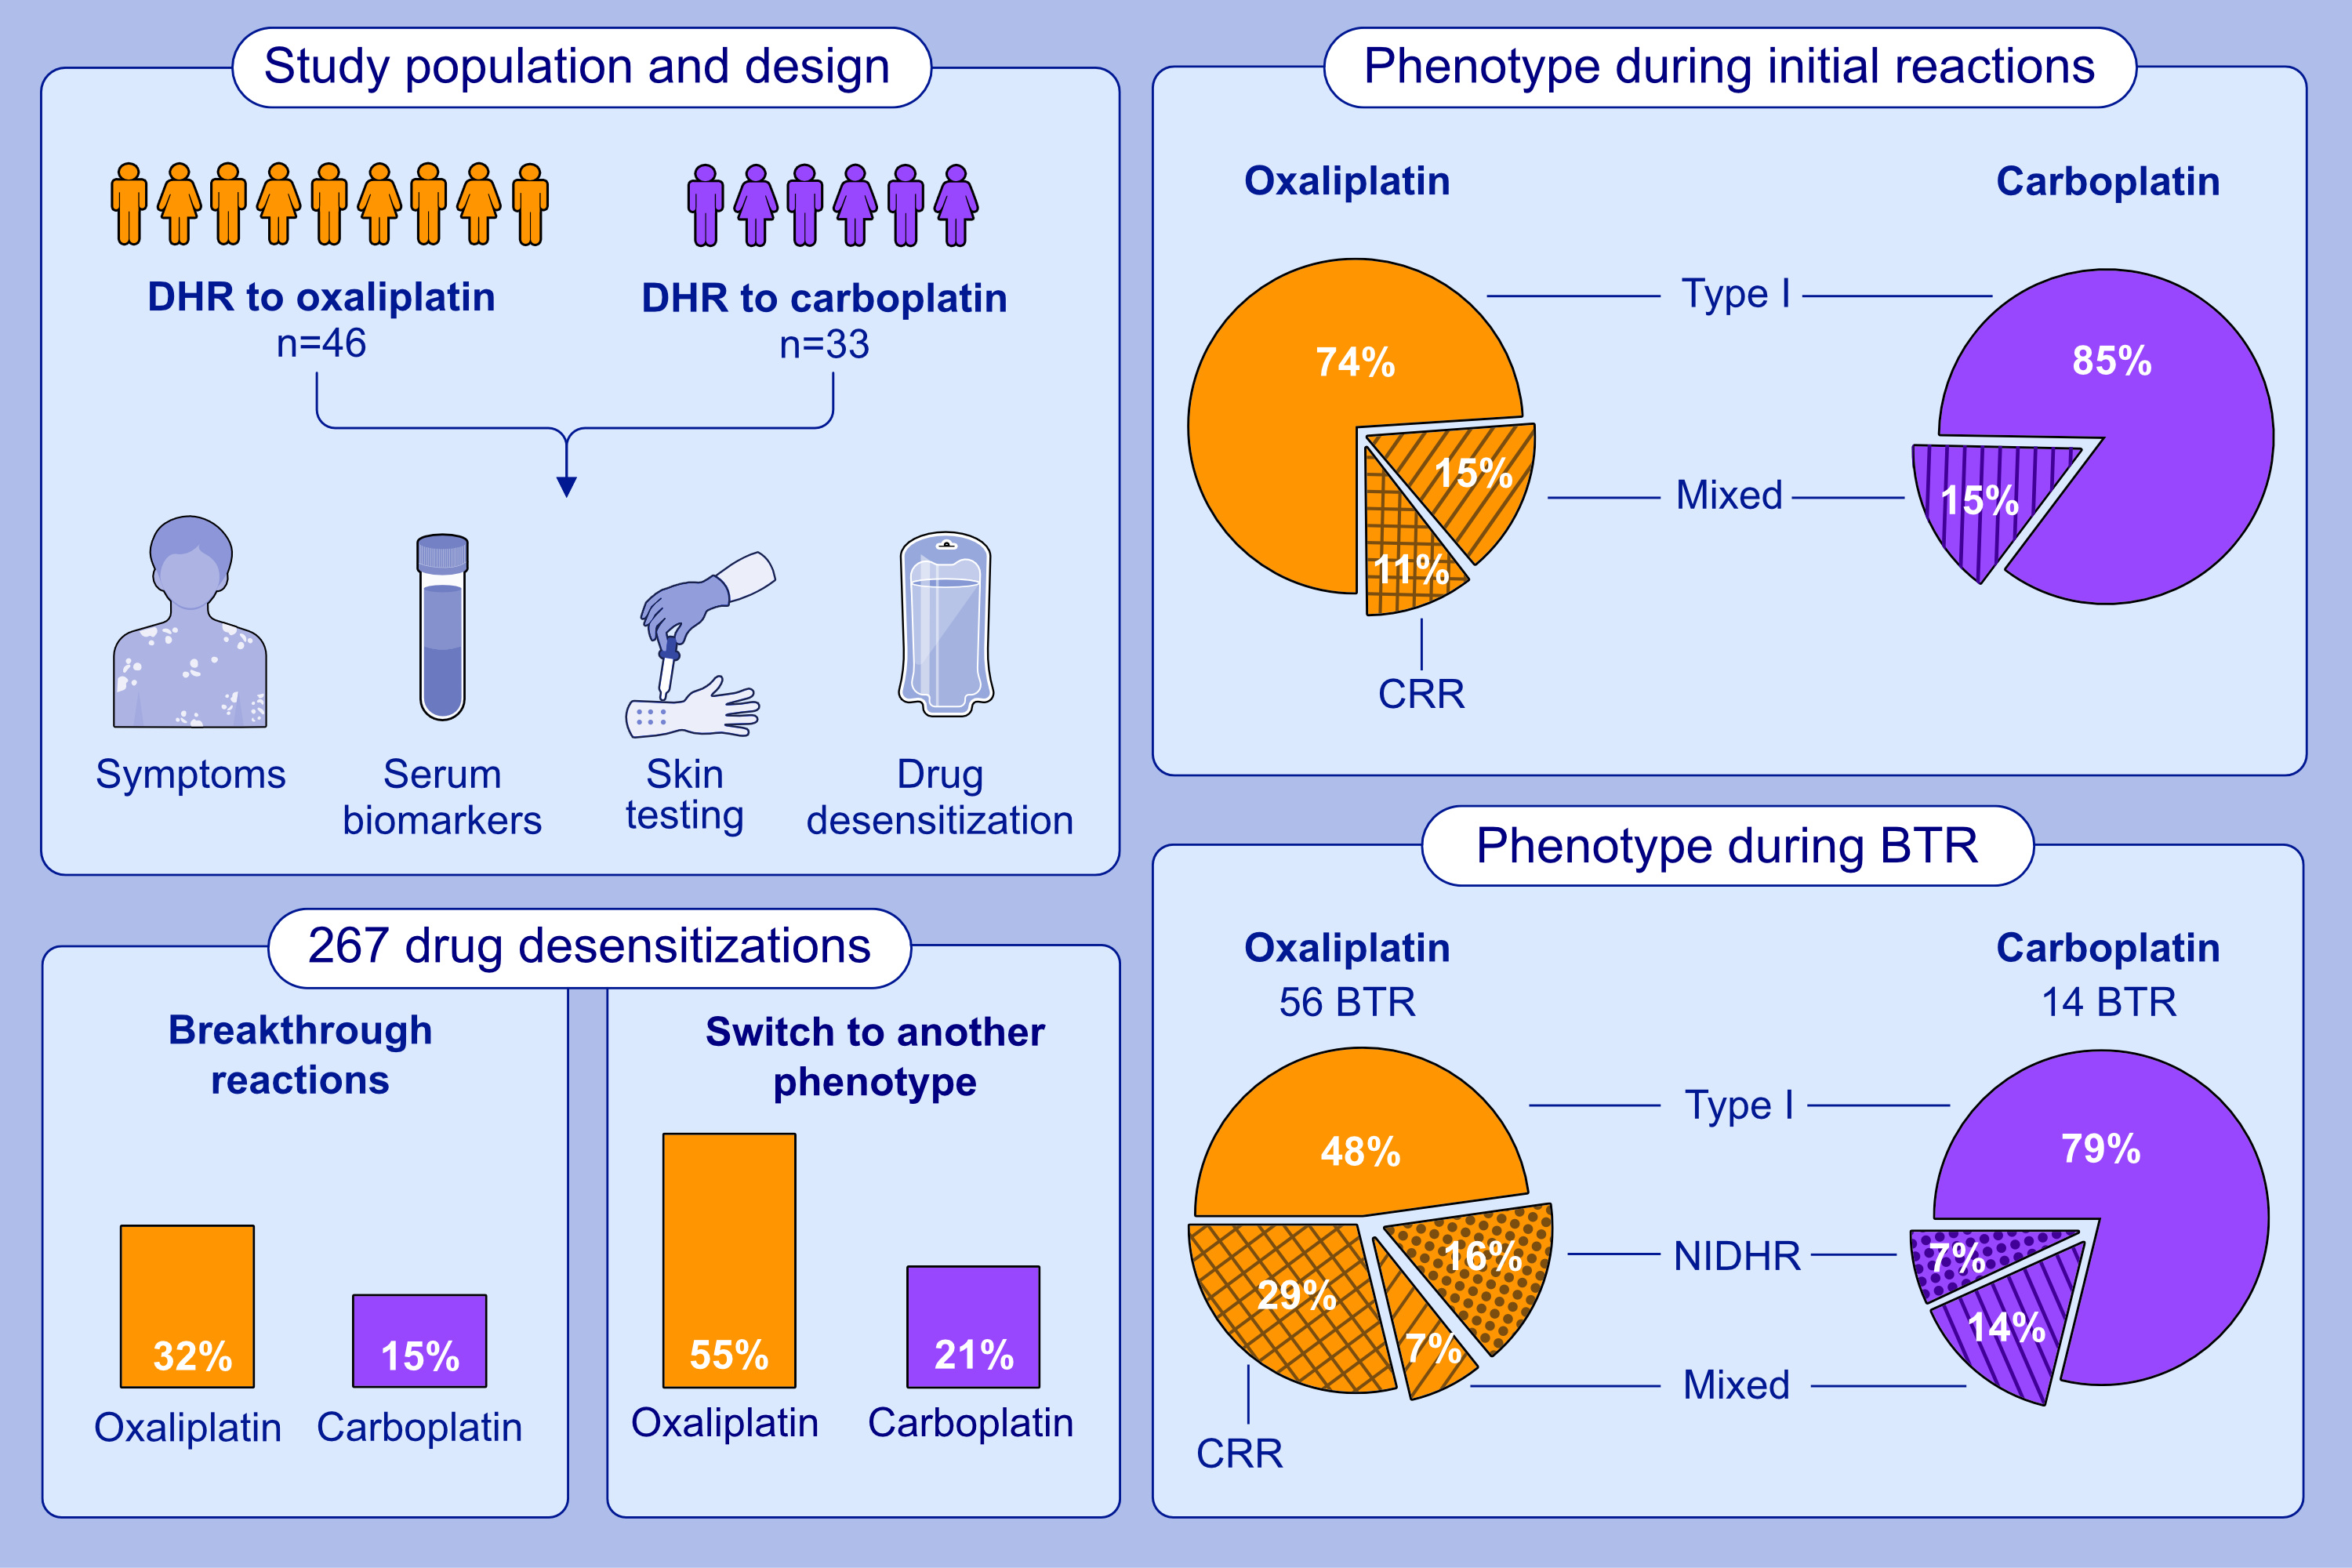 Study population and design
DHR to oxaliplatin
n=46
DHR to carboplatin
n=33
Symptoms
Serum
biomarkers
Skin
testing
Drug
desensitization
Phenotype during initial reactions
Oxaliplatin
Carboplatin
Type I
74%
85%
Mixed
15%
15%
11%
CRR
267 drug desensitizations
Breakthrough
reactions
32%
15%
Oxaliplatin
Carboplatin
Switch to another
phenotype
55%
21%
Oxaliplatin
Carboplatin
Phenotype during BTR
Oxaliplatin
56 BTR
Carboplatin
14 BTR
Type I
48%
79%
NIDHR
16%
7%
29%
7%
14%
Mixed
CRR